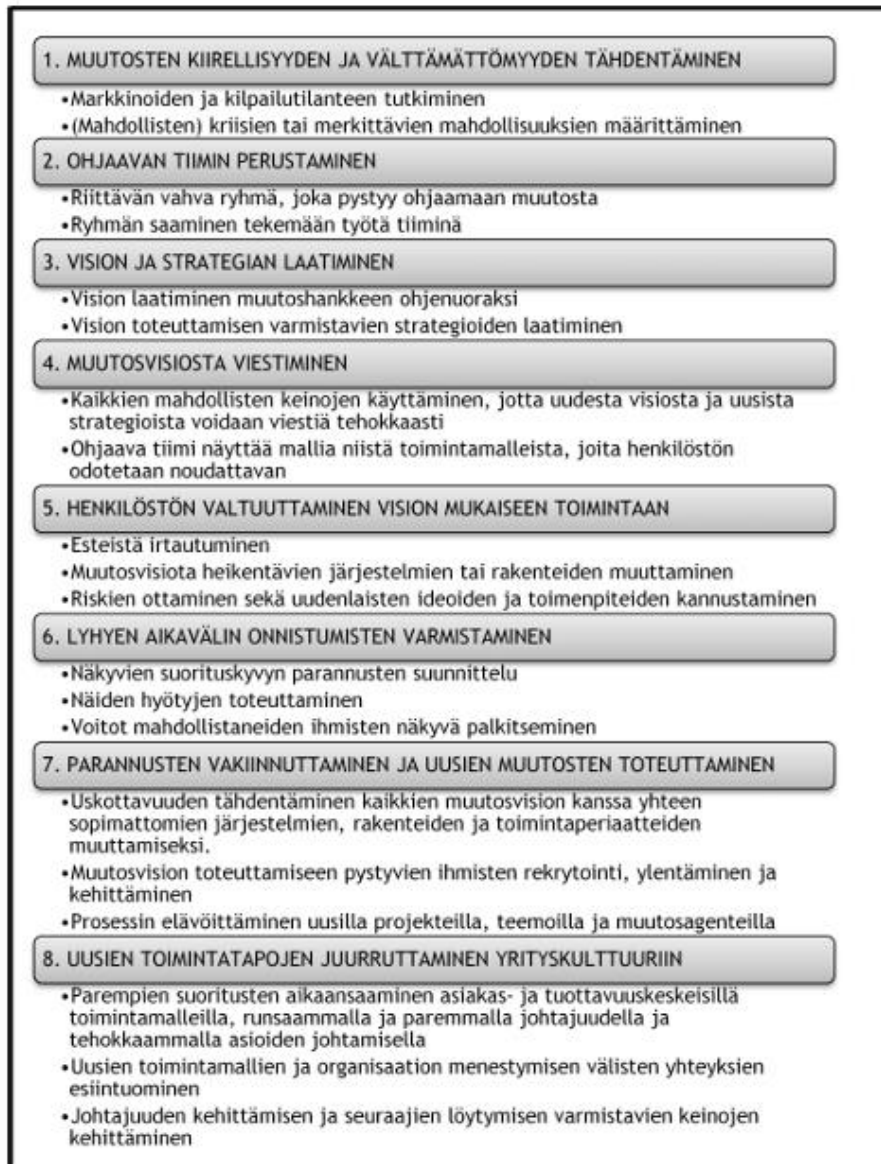 1. MUUTOSTEN KIIRELLISYYDEN JA VÄLTTÄMÄTTÖMYYDEN TÄHDENTÄMINEN
•Markkinoiden ja kilpailutilanteen tutkiminen
•(Mahdollisten) kriisien tai merkittävien mahdollisuuksien määrittäminen
2. OHJAAVAN TIIMIN PERUSTAMINEN
•Riittävän vahva ryhmä, joka pystyy ohjaamaan muutosta
•Ryhmän saaminen tekemään työtä tiiminä
3. VISION JA STRATEGIAN LAATIMINEN
•Vision laatiminen muutoshankkeen ohjenuoraksi
•Vision toteuttamisen varmistavien strategioiden laatiminen
4. MUUTOSVISIOSTA VIESTIMINEN
•Kaikkien mahdollisten keinojen käyttäminen, jotta uudesta visiosta ja uusista
strategioista voidaan viestiä tehokkaasti
•Ohjaava tiimi näyttää mallia niistä toimintamalleista, joita henkilöstön
odotetaan noudattavan
5. HENKILÖSTÖN VALTUUTTAMINEN VISION MUKAISEEN TOIMINTAAN
•Esteistä irtautuminen
•Muutosvisiota heikentävien järjestelmien tai rakenteiden muuttaminen
•Riskien ottaminen sekä uudenlaisten ideoiden ja toimenpiteiden kannustaminen
6. LYHYEN AIKAVÄLIN ONNISTUMISTEN VARMISTAMINEN
•Näkyvien suorituskyvyn parannusten suunnittelu
•Näiden hyötyjen toteuttaminen
•Voitot mahdollistaneiden ihmisten näkyvä palkitseminen
7. PARANNUSTEN VAKIINNUTTAMINEN JA UUSIEN MUUTOSTEN TOTEUTTAMINEN
•Uskottavuuden tähdentäminen kaikkien muutosvision kanssa yhteen
sopimattomien järjestelmien, rakenteiden ja toimintaperiaatteiden
muuttamiseksi.
•Muutosvision toteuttamiseen pystyvien ihmisten rekrytointi, ylentäminen ja
kehittäminen
•Prosessin elävöittäminen uusilla projekteilla, teemoilla ja muutosagenteilla
8. UUSIEN TOIMINTATAPOJEN JUURRUTTAMINEN YRITYSKULTTUURIIN
•Parempien suoritusten aikaansaaminen asiakas- ja tuottavuuskeskeisillä
toimintamalleilla, runsaammalla ja paremmalla johtajuudella ja
tehokkaammalla asioiden johtamisella
•Uusien toimintamallien ja organisaation menestymisen välisten yhteyksien
esiintuominen
•Johtajuuden kehittämisen ja seuraajien löytymisen varmistavien keinojen
kehittäminen